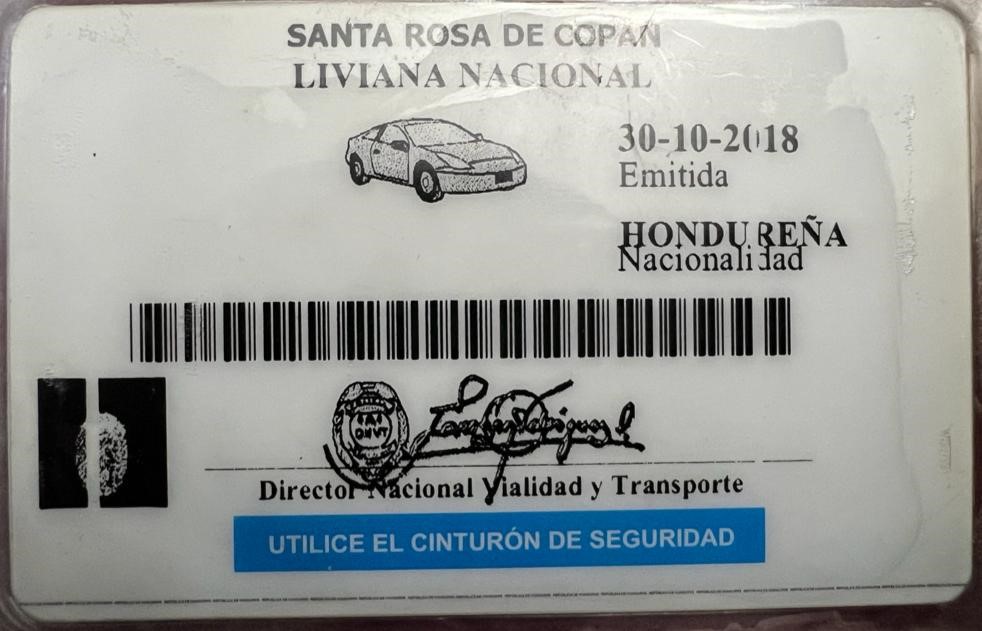 SANTA ROSA DE COPAN
LIVIANA NACIONAL
30-10-2018
Emitida
HONDUREÑA
Nacionalidad
DNVT
Director Nacional Vialidad y Transporte
UTILICE EL CINTURÓN DE SEGURIDAD